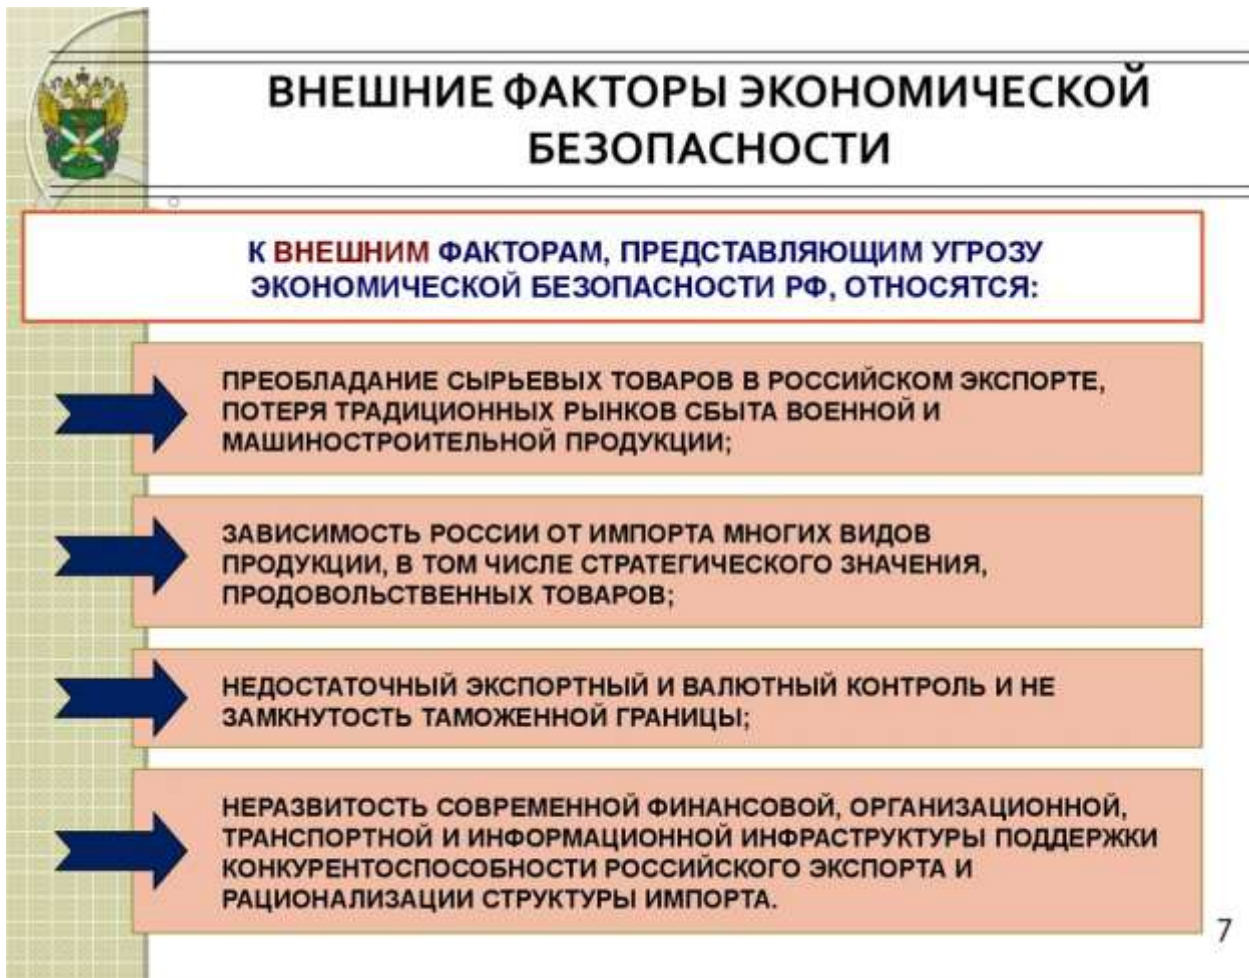 ВНЕШНИЕ ФАКТОРЫ ЭКОНОМИЧЕСКОЙ
БЕЗОПАСНОСТИ
К ВНЕШНИМ ФАКТОРАМ, ПРЕДСТАВЛЯЮЩИМ УГРОЗУ
ЭКОНОМИЧЕСКОЙ БЕЗОПАСНОСТИ РФ, ОТНОСЯТСЯ:
ПРЕОБЛАДАНИЕ СЫРЬЕВЫХ ТОВАРОВ В РОССИЙСКОМ ЭКСПОРТЕ,
ПОТЕРЯ ТРАДИЦИОННЫХ РЫНКОВ СБЫТА ВОЕННОЙ И
МАШИНОСТРОИТЕЛЬНОЙ ПРОДУКЦИИ;
ЗАВИСИМОСТЬ РОССИИ ОТ ИМПОРТА МНОГИХ ВИДОВ
ПРОДУКЦИИ, В ТОМ ЧИСЛЕ СТРАТЕГИЧЕСКОГО ЗНАЧЕНИЯ,
ПРОДОВОЛЬСТВЕННЫХ ТОВАРОВ;
НЕДОСТАТОЧНЫЙ ЭКСПОРТНЫЙ И ВАЛЮТНЫЙ КОНТРОЛЬ И НЕ
ЗАМКНУТОСТЬ ТАМОЖЕННОЙ ГРАНИЦЫ;
НЕРАЗВИТОСТЬ СОВРЕМЕННОЙ ФИНАНСОВОЙ, ОРГАНИЗАЦИОННОЙ,
ТРАНСПОРТНОЙ И ИНФОРМАЦИОННОЙ ИНФРАСТРУКТУРЫ ПОДДЕРЖКИ
КОНКУРЕНТОСПОСОБНОСТИ РОССИЙСКОГО ЭКСПОРТА И
РАЦИОНАЛИЗАЦИИ СТРУКТУРЫ ИМПОРТА.
7